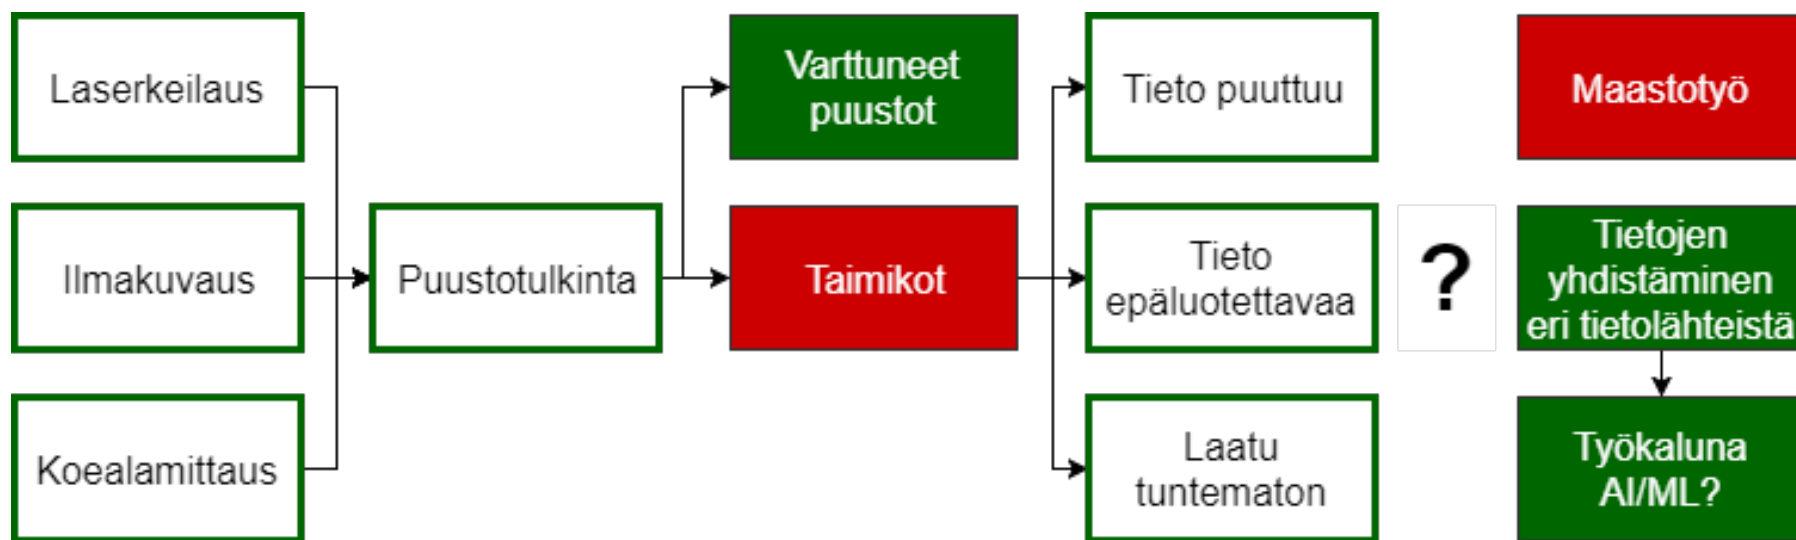 Laserkeilaus
Ilmakuvaus
Koealamittaus
Puustotulkinta
Varttuneet
puustot
Taimikot
Tieto puuttuu
Tieto
epäluotettavaa
Laatu
tuntematon
?
Maastotyö
Tietojen
yhdistäminen
eri tietolähteistä
Työkaluna
AI/ML?